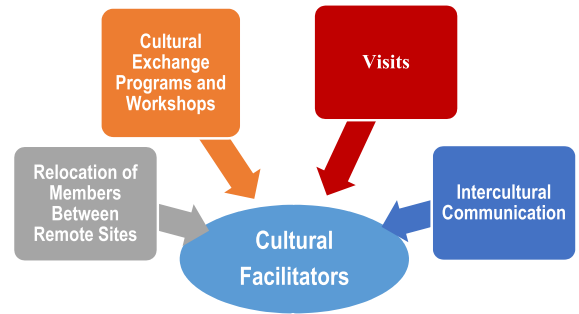 Cultural
Exchange
Programs and
Workshops
Visits
Relocation of
Members
Between
Remote Sites
Intercultural
Communication
Cultural
Facilitators